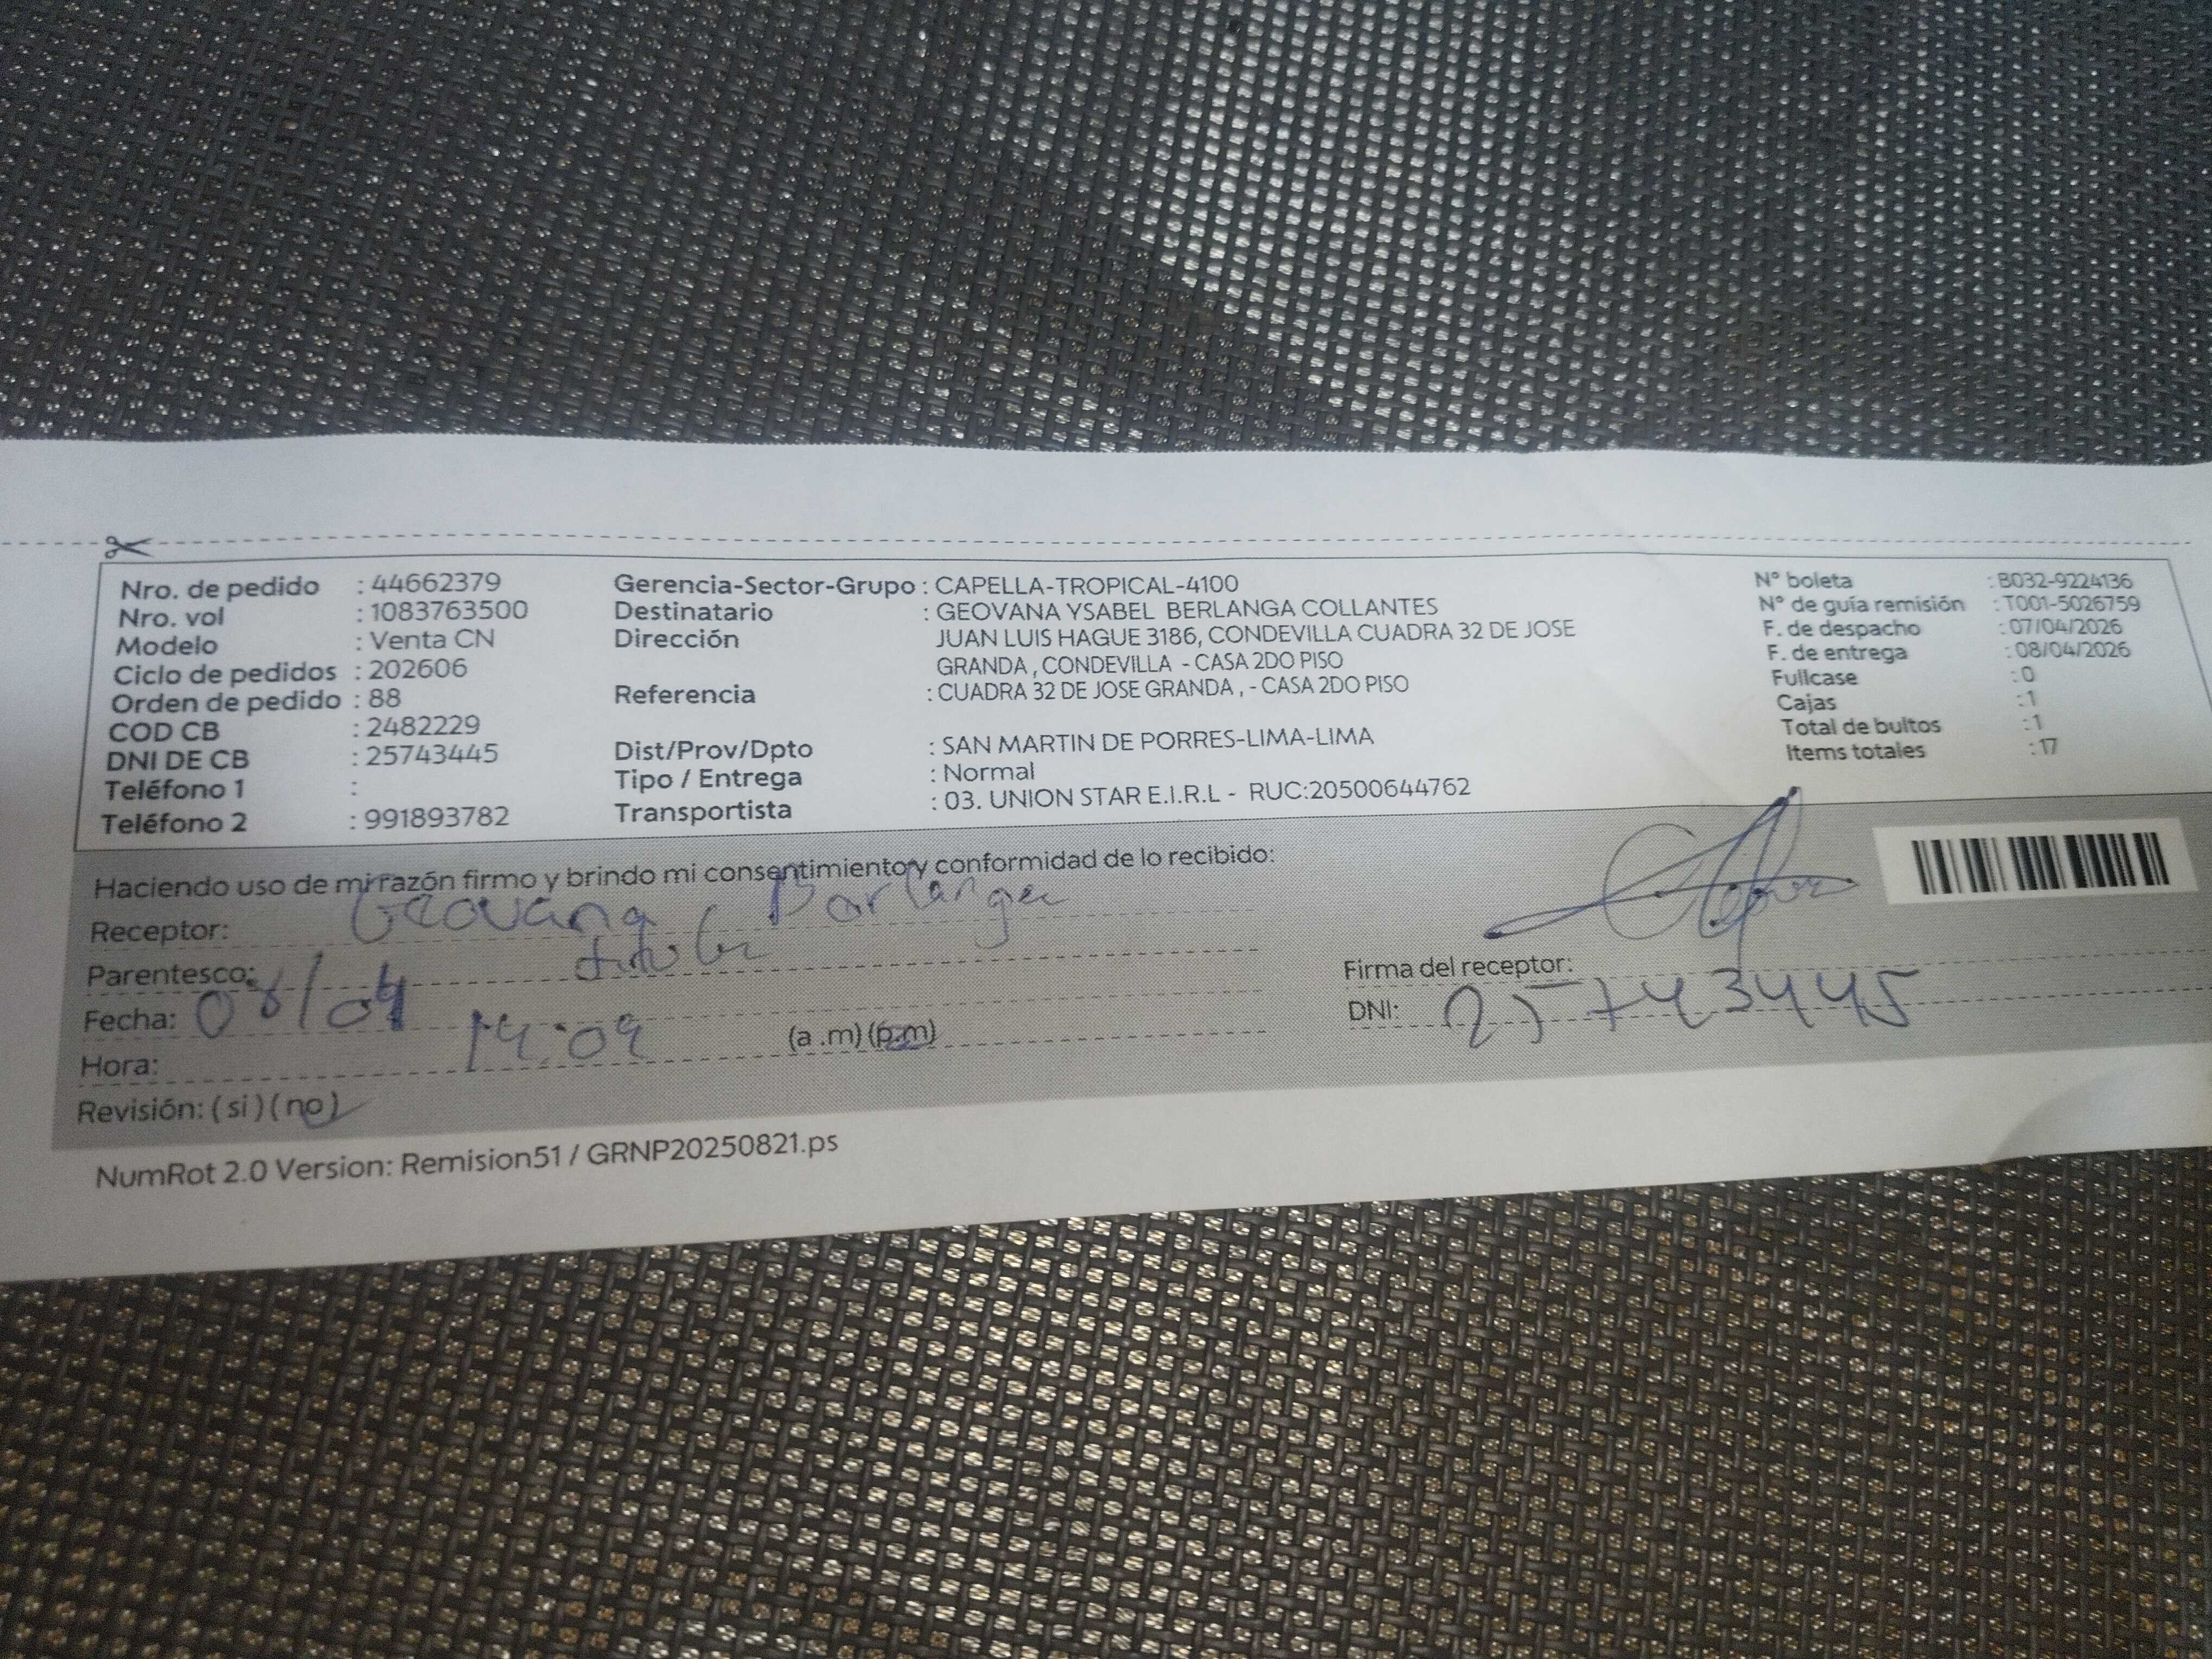 Nro. de pedido : 44662379
Nro. vol : 1083763500
Modelo : Venta CN
Ciclo de pedidos : 202606
Orden de pedido : 88
COD CB : 2482229
DNI DE CB : 25743445
Teléfono 1 :
Teléfono 2 : 991893782
Gerencia-Sector-Grupo : CAPELLA-TROPICAL-4100
Destinatario : GEOVANA YSABEL BERLANGA COLLANTES
Dirección JUAN LUIS HAGUE 3186, CONDEVILLA CUADRA 32 DE JOSE
GRANDA , CONDEVILLA - CASA 2DO PISO
Referencia : CUADRA 32 DE JOSE GRANDA , - CASA 2DO PISO
Dist/Prov/Dpto : SAN MARTIN DE PORRES-LIMA-LIMA
Tipo / Entrega : Normal
Transportista : 03. UNION STAR E.I.R.L - RUC:20500644762
N° boleta : B032-9224136
N° de guía remisión : T001-5026759
F. de despacho : 07/04/2026
F. de entrega : 08/04/2026
Fullcase : 0
Cajas : 1
Total de bultos : 1
Items totales : 17
Haciendo uso de mi razón firmo y brindo mi consentimiento y conformidad de lo recibido:
Receptor: Geovana Berlanga
Parentesco: titular
Fecha: 08/04
Hora: 14:09 (a .m) (p.m)
Revisión: (si) (no)
Firma del receptor:
DNI: 25743445
NumRot 2.0 Version: Remision51 / GRNP20250821.ps